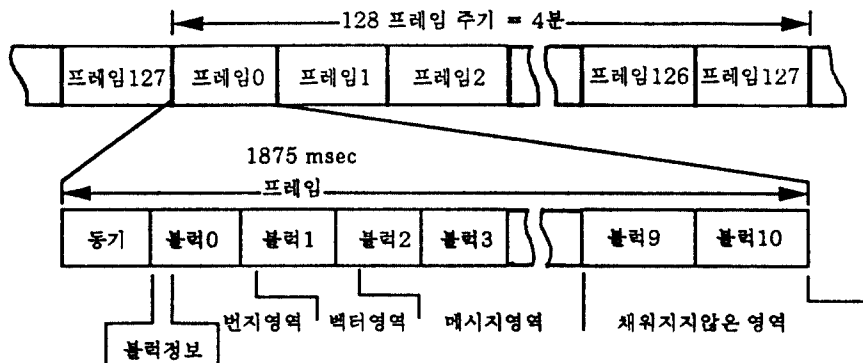 128 프레임 주기 = 4분
프레임127 프레임0 프레임1 프레임2 프레임126 프레임127
1875 msec
프레임
동기 블럭0 블럭1 블럭2 블럭3 블럭9 블럭10
번지영역 벡터영역 메시지영역 채워지지않은 영역
블럭정보